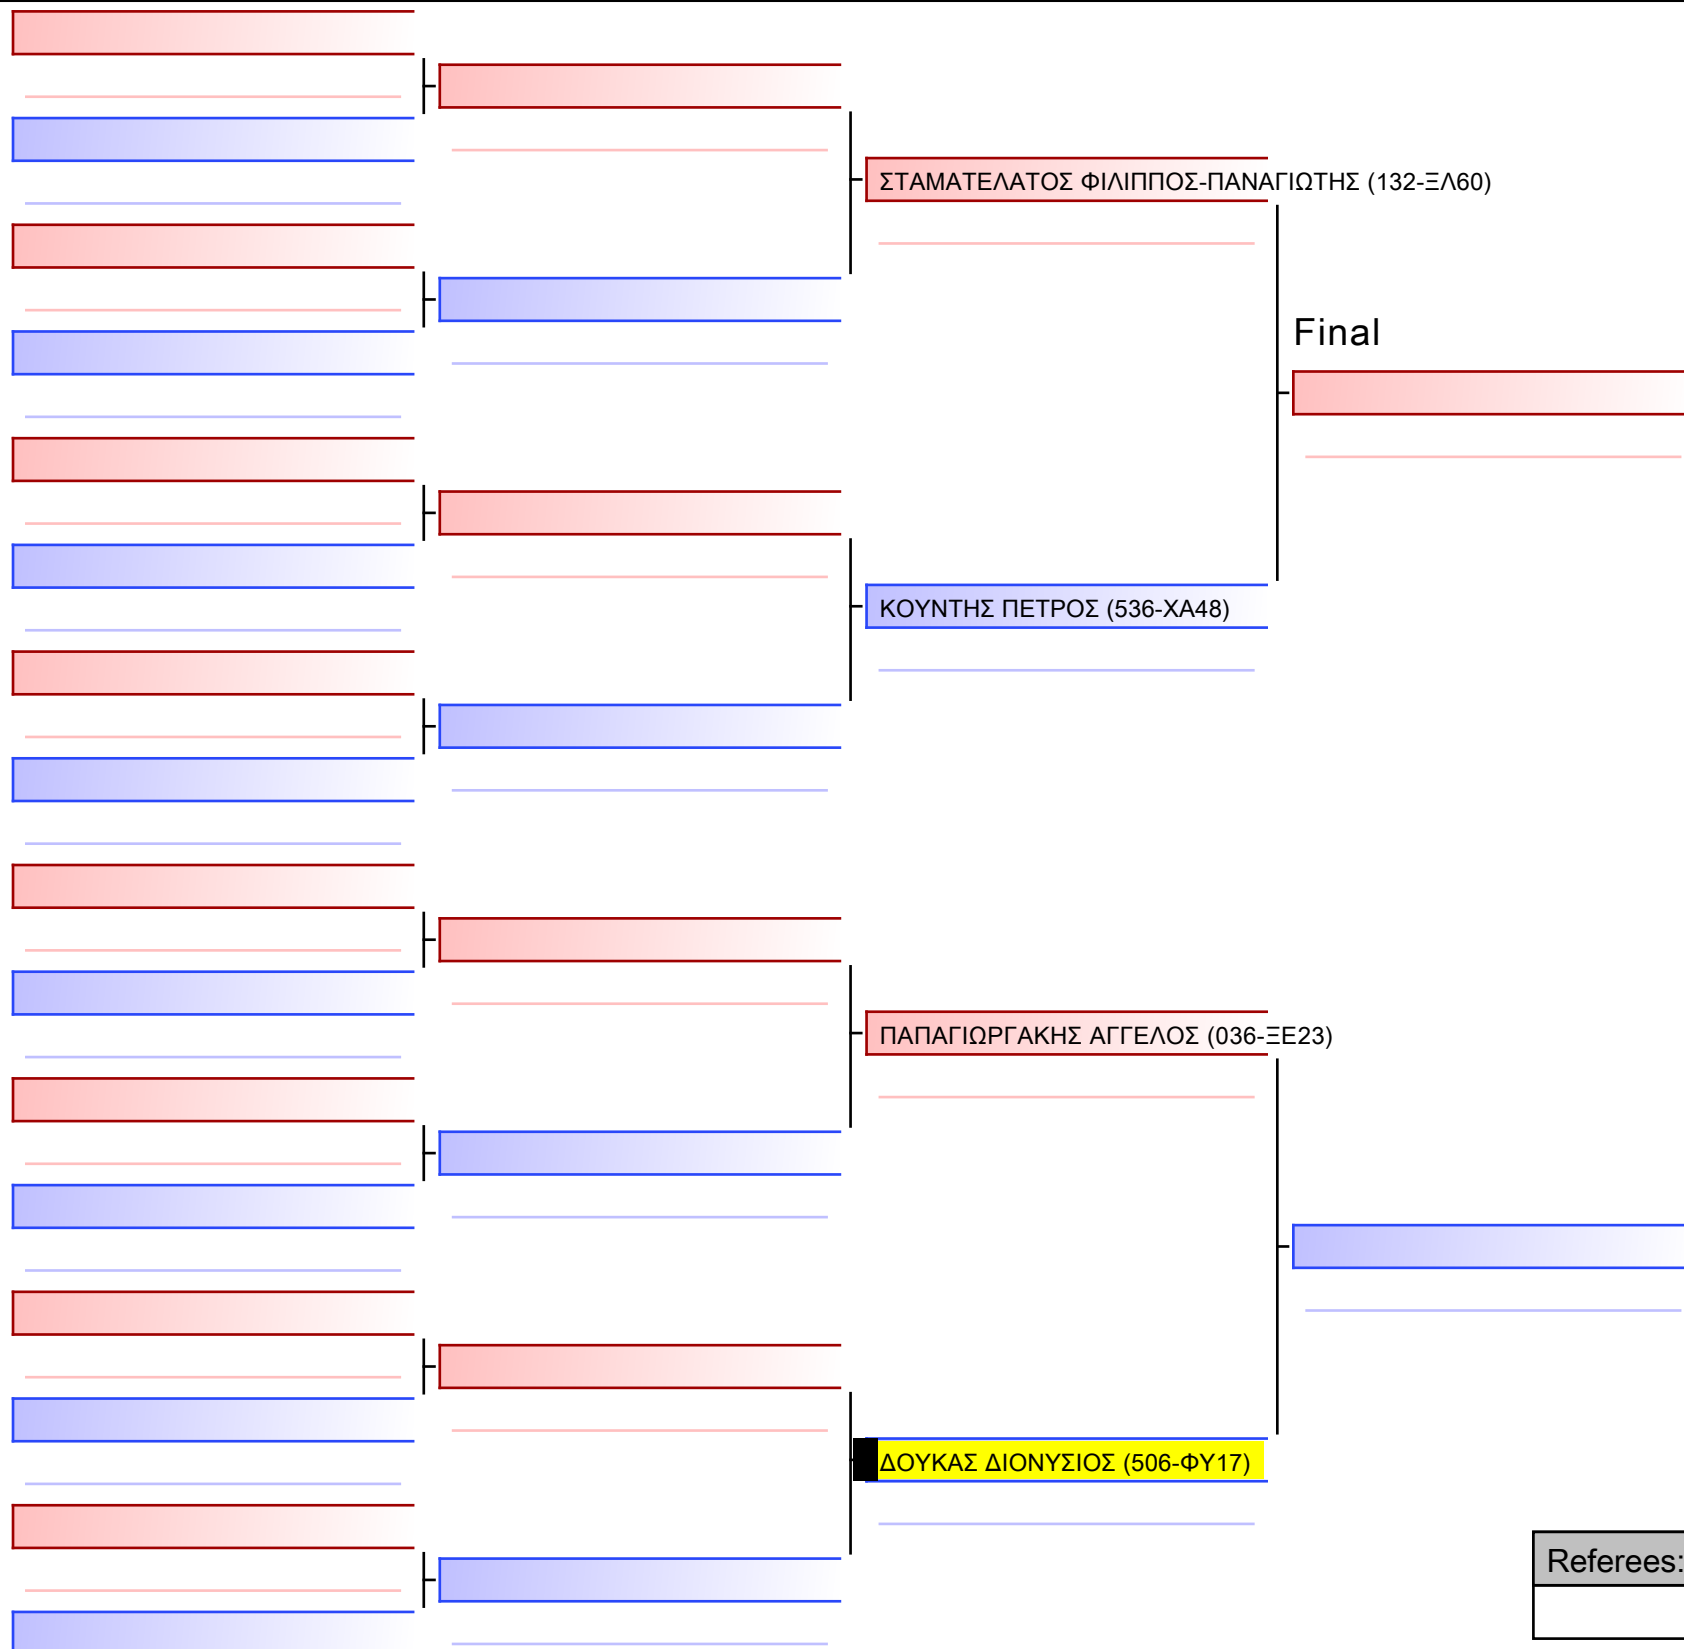 ΣΤΑΜΑΤΕΛΑΤΟΣ ΦΙΛΙΠΠΟΣ-ΠΑΝΑΓΙΩΤΗΣ (132-ΞΛ60)
Final
ΚΟΥΝΤΗΣ ΠΕΤΡΟΣ (536-ΧΑ48)
ΠΑΠΑΓΙΩΡΓΑΚΗΣ ΑΓΓΕΛΟΣ (036-ΞΕ23)
ΔΟΥΚΑΣ ΔΙΟΝΥΣΙΟΣ (506-ΦΥ17)
Referees: